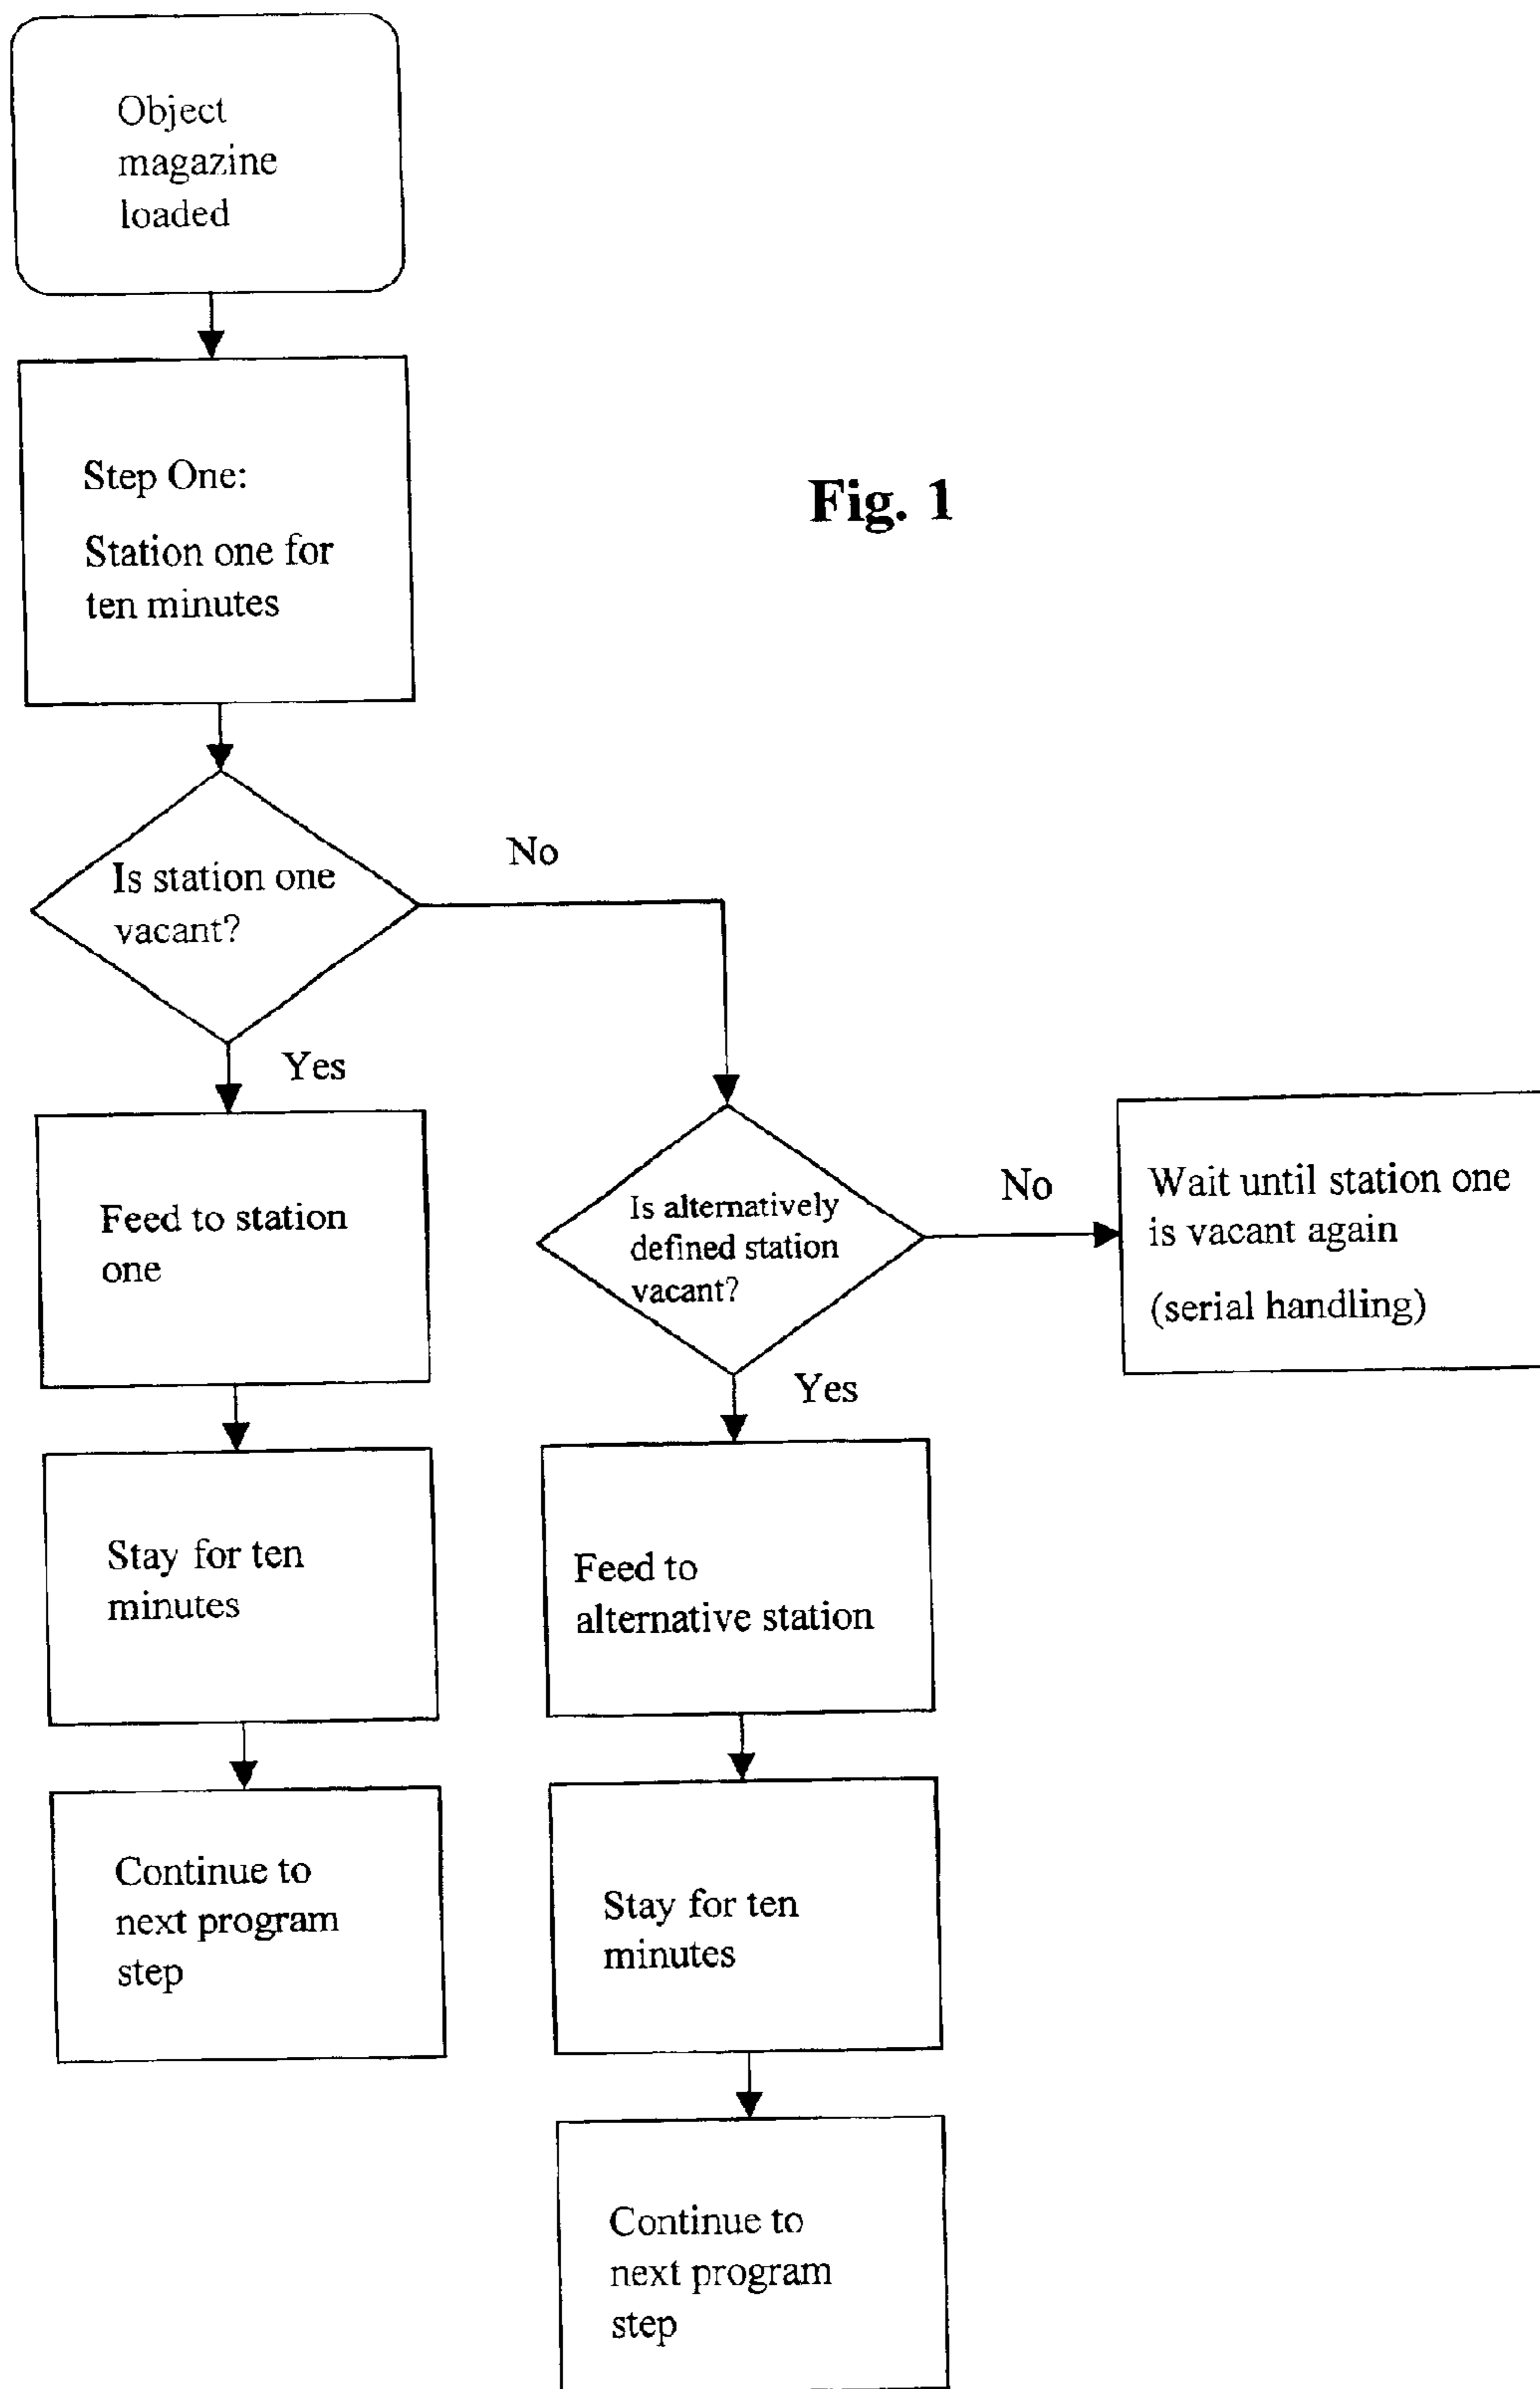 Object
magazine
loaded
Step One:
Station one for
ten minutes
Fig. 1
Is station one
vacant?
No
Yes
Feed to station
one
Is alternatively
defined station
vacant?
No
Wait until station one
is vacant again
(serial handling)
Yes
Stay for ten
minutes
Feed to
alternative station
Continue to
next program
step
Stay for ten
minutes
Continue to
next program
step